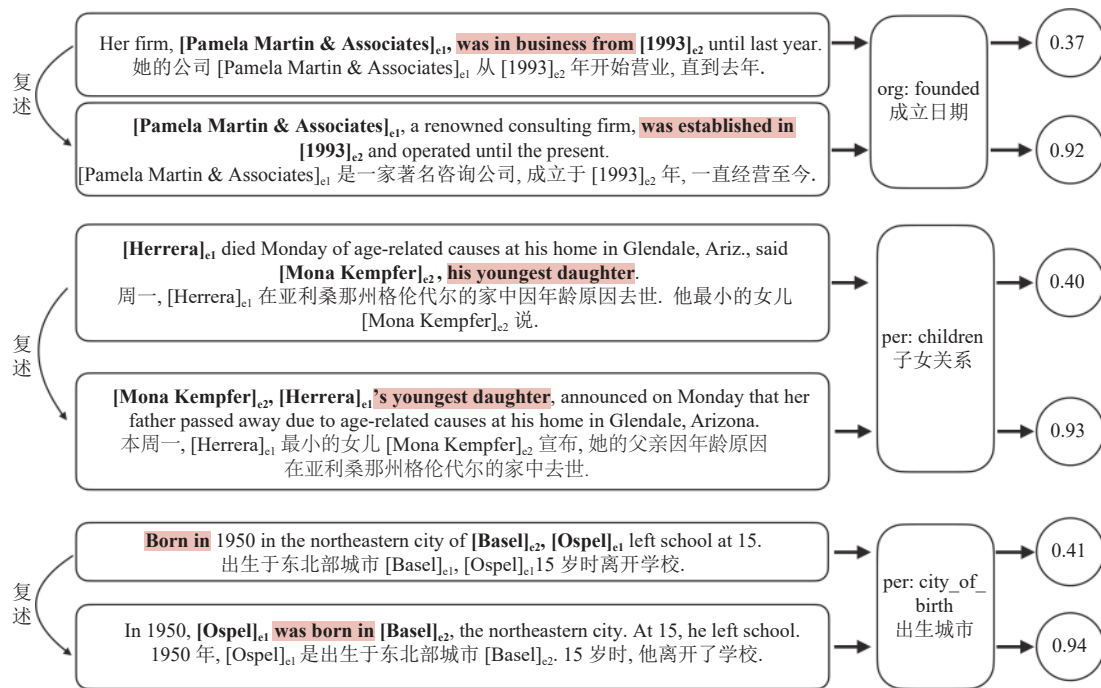 Her firm, [Pamela Martin & Associates]e1, was in business from [1993]e2 until last year.
她的公司 [Pamela Martin & Associates]e1 从 [1993]e2 年开始营业, 直到去年.
复述
[Pamela Martin & Associates]e1, a renowned consulting firm, was established in
[1993]e2 and operated until the present.
[Pamela Martin & Associates]e1 是一家著名咨询公司, 成立于 [1993]e2 年, 一直经营至今.
org: founded
成立日期
0.37
0.92
[Herrera]e1 died Monday of age-related causes at his home in Glendale, Ariz., said
[Mona Kempfer]e2 , his youngest daughter.
周一, [Herrera]e1 在亚利桑那州格伦代尔的家中因年龄原因去世. 他最小的女儿
[Mona Kempfer]e2 说.
复述
[Mona Kempfer]e2, [Herrera]e1's youngest daughter, announced on Monday that her
father passed away due to age-related causes at his home in Glendale, Arizona.
本周一, [Herrera]e1 最小的女儿 [Mona Kempfer]e2 宣布, 她的父亲因年龄原因
在亚利桑那州格伦代尔的家中去世.
per: children
子女关系
0.40
0.93
Born in 1950 in the northeastern city of [Basel]e2, [Ospel]e1 left school at 15.
出生于东北部城市 [Basel]e1, [Ospel]e1 15 岁时离开学校.
复述
In 1950, [Ospel]e1 was born in [Basel]e2, the northeastern city. At 15, he left school.
1950 年, [Ospel]e1 是出生于东北部城市 [Basel]e2. 15 岁时, 他离开了学校.
per: city_of_
birth
出生城市
0.41
0.94